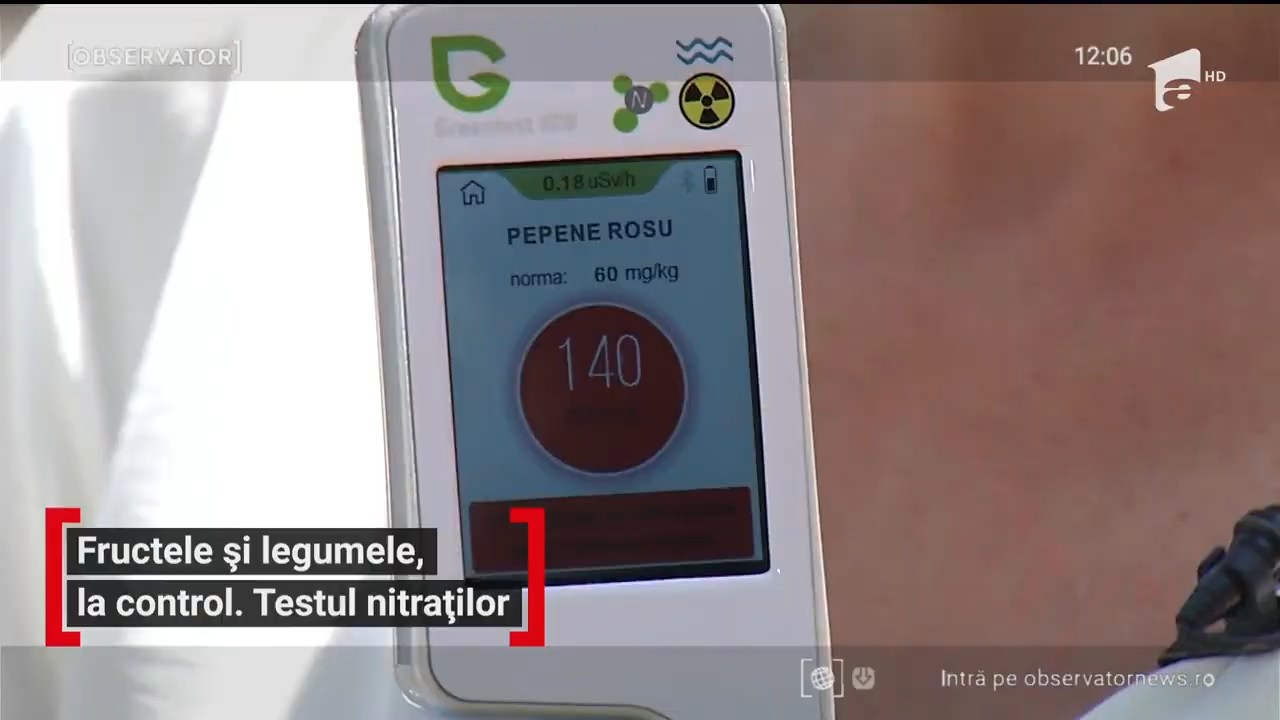 [OBSERVATOR]
12:06
HD
Greentest
N
0.18 uSv/h
PEPENE ROSU
norma: 60 mg/kg
140
Fructele şi legumele,
la control. Testul nitraţilor
Intră pe observatornews.ro